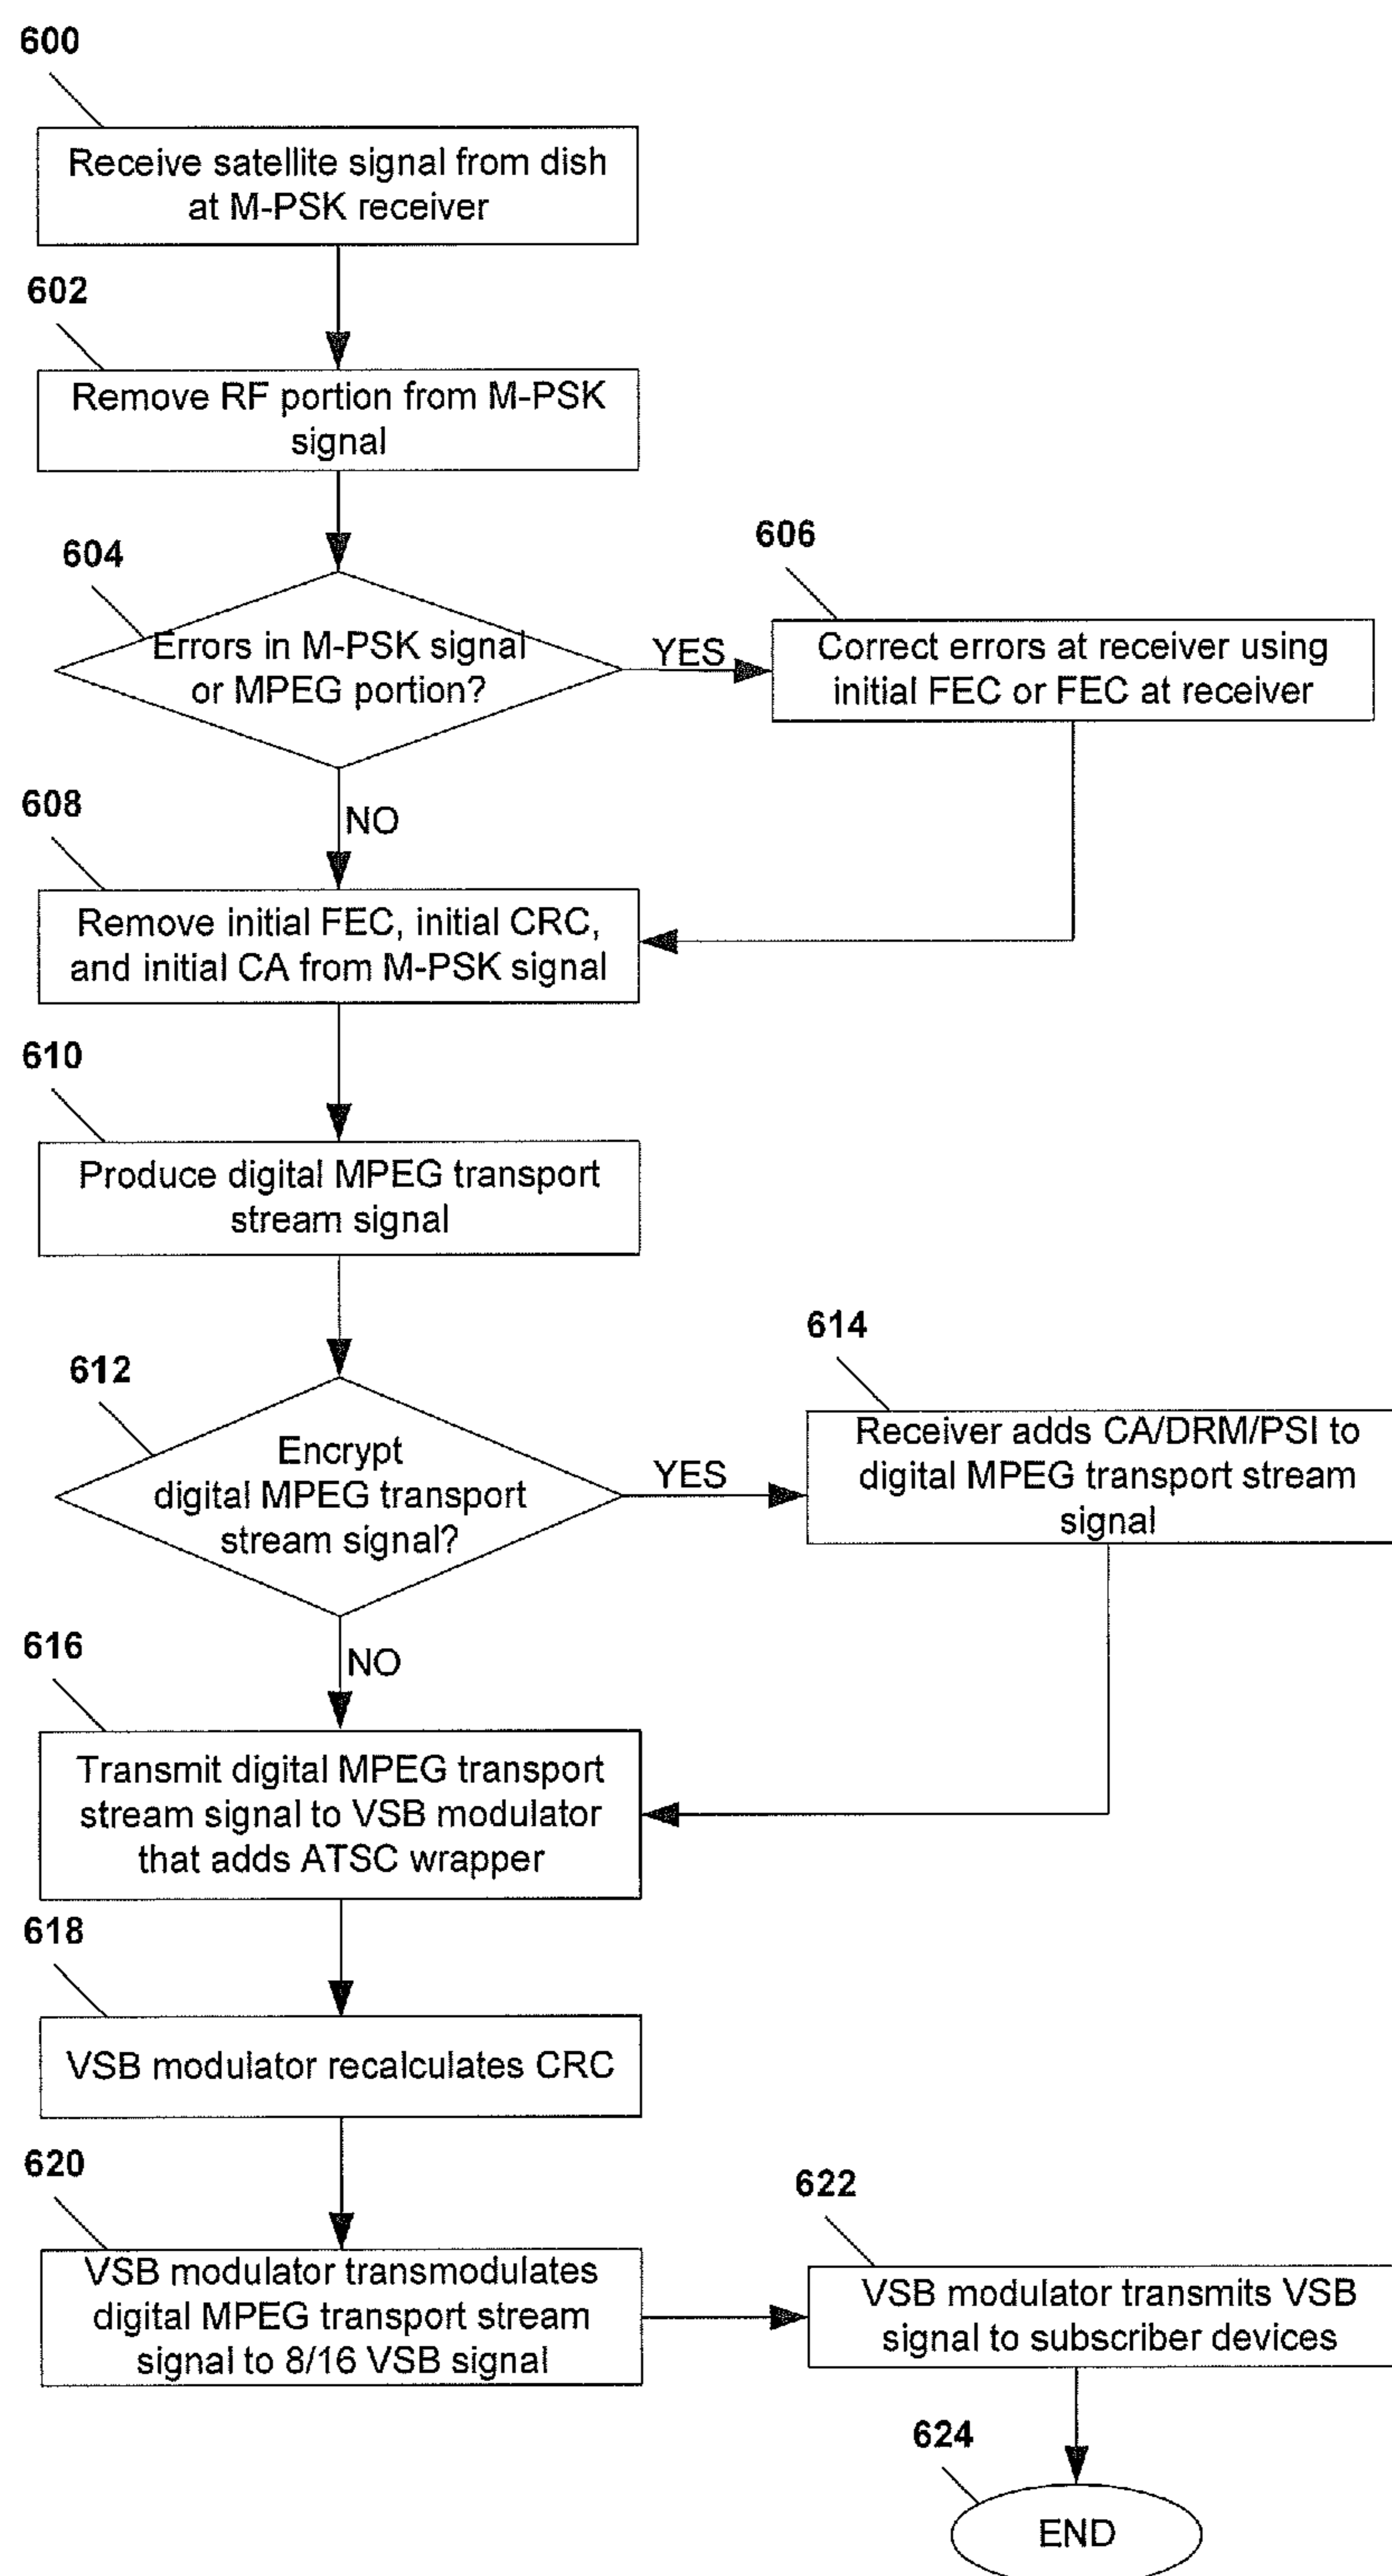 600
Receive satellite signal from dish
at M-PSK receiver
602
Remove RF portion from M-PSK
signal
604
Errors in M-PSK signal
or MPEG portion?
YES
606
Correct errors at receiver using
initial FEC or FEC at receiver
NO
608
Remove initial FEC, initial CRC,
and initial CA from M-PSK signal
610
Produce digital MPEG transport
stream signal
612
Encrypt
digital MPEG transport
stream signal?
YES
614
Receiver adds CA/DRM/PSI to
digital MPEG transport stream
signal
NO
616
Transmit digital MPEG transport
stream signal to VSB modulator
that adds ATSC wrapper
618
VSB modulator recalculates CRC
620
VSB modulator transmodulates
digital MPEG transport stream
signal to 8/16 VSB signal
622
VSB modulator transmits VSB
signal to subscriber devices
624
END